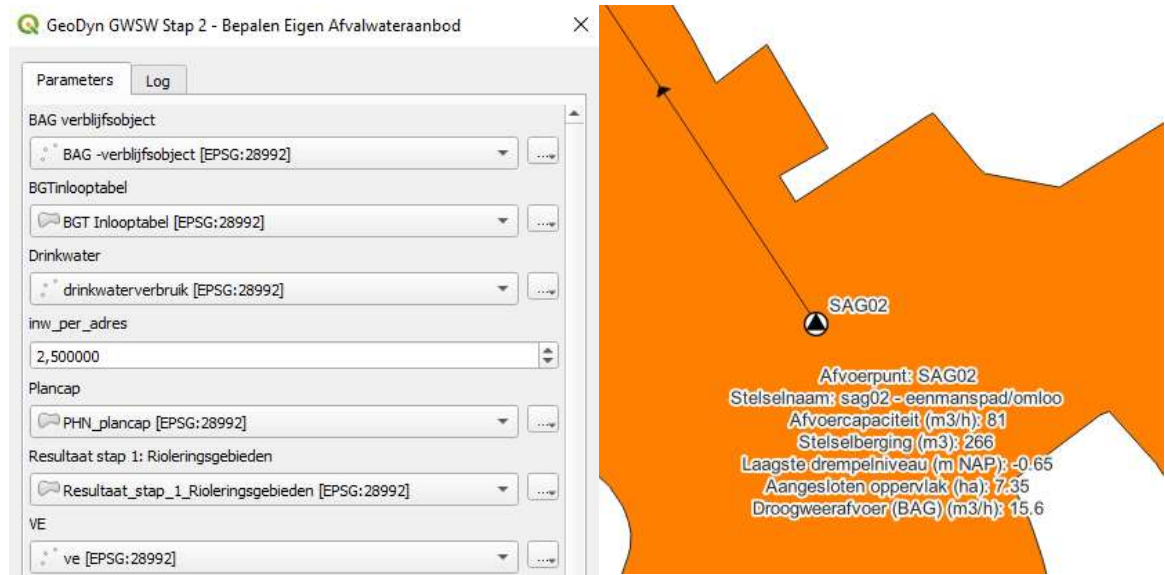 GeoDyn GWSW Stap 2 - Bepalen Eigen Afvalwateraanbod
Parameters
Log
BAG verblijfsobject
BAG -verblijfsobject [EPSG:28992]
BGTinlooptabel
BGT Inlooptabel [EPSG:28992]
Drinkwater
drinkwaterverbruik [EPSG:28992]
inw_per_adres
2,500000
Plancap
PHN_plancap [EPSG:28992]
Resultaat stap 1: Rioleringsgebieden
Resultaat_stap_1_Rioleringsgebieden [EPSG:28992]
VE
ve [EPSG:28992]
SAG02
Afvoerpunt: SAG02
Stelselnaam: sag02 - eenmanspad/omloo
Afvoercapaciteit (m3/h): 81
Stelselberging (m3): 266
Laagste drempelniveau (m NAP): -0.65
Aangesloten oppervlak (ha): 7.35
Droogweerafvoer (BAG) (m3/h): 15.6